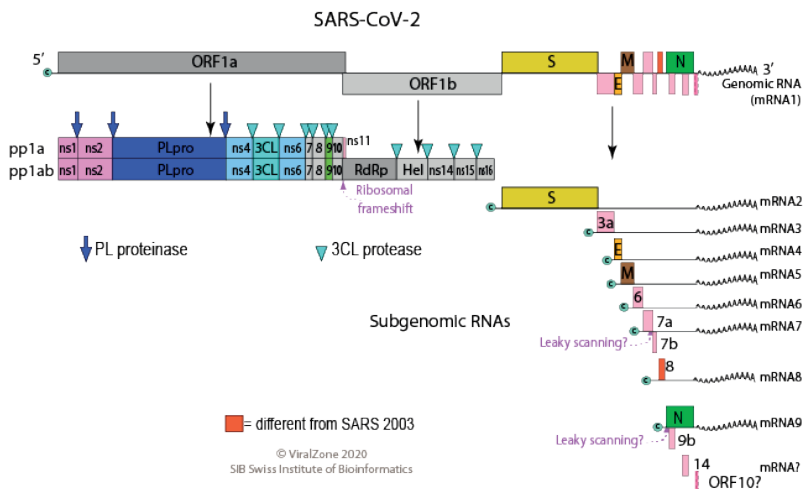 SARS-CoV-2
5′ c ORF1a S M N 3′
ORF1b E Genomic RNA
(mRNA1)
pp1a ns1 ns2 PLpro ns4 3CL ns6 7 8 9 10 ns11
pp1ab ns1 ns2 PLpro ns4 3CL ns6 7 8 9 10 RdRp Hel ns14 ns15 ns16
Ribosomal
frameshift
c S mRNA2
c 3a mRNA3
PL proteinase 3CL protease
c E mRNA4
c M mRNA5
c 6 mRNA6
Subgenomic RNAs
c 7a mRNA7
Leaky scanning? 7b
c 8 mRNA8
= different from SARS 2003
c N mRNA9
Leaky scanning? 9b
© ViralZone 2020
SIB Swiss Institute of Bioinformatics
14 mRNA?
ORF10?